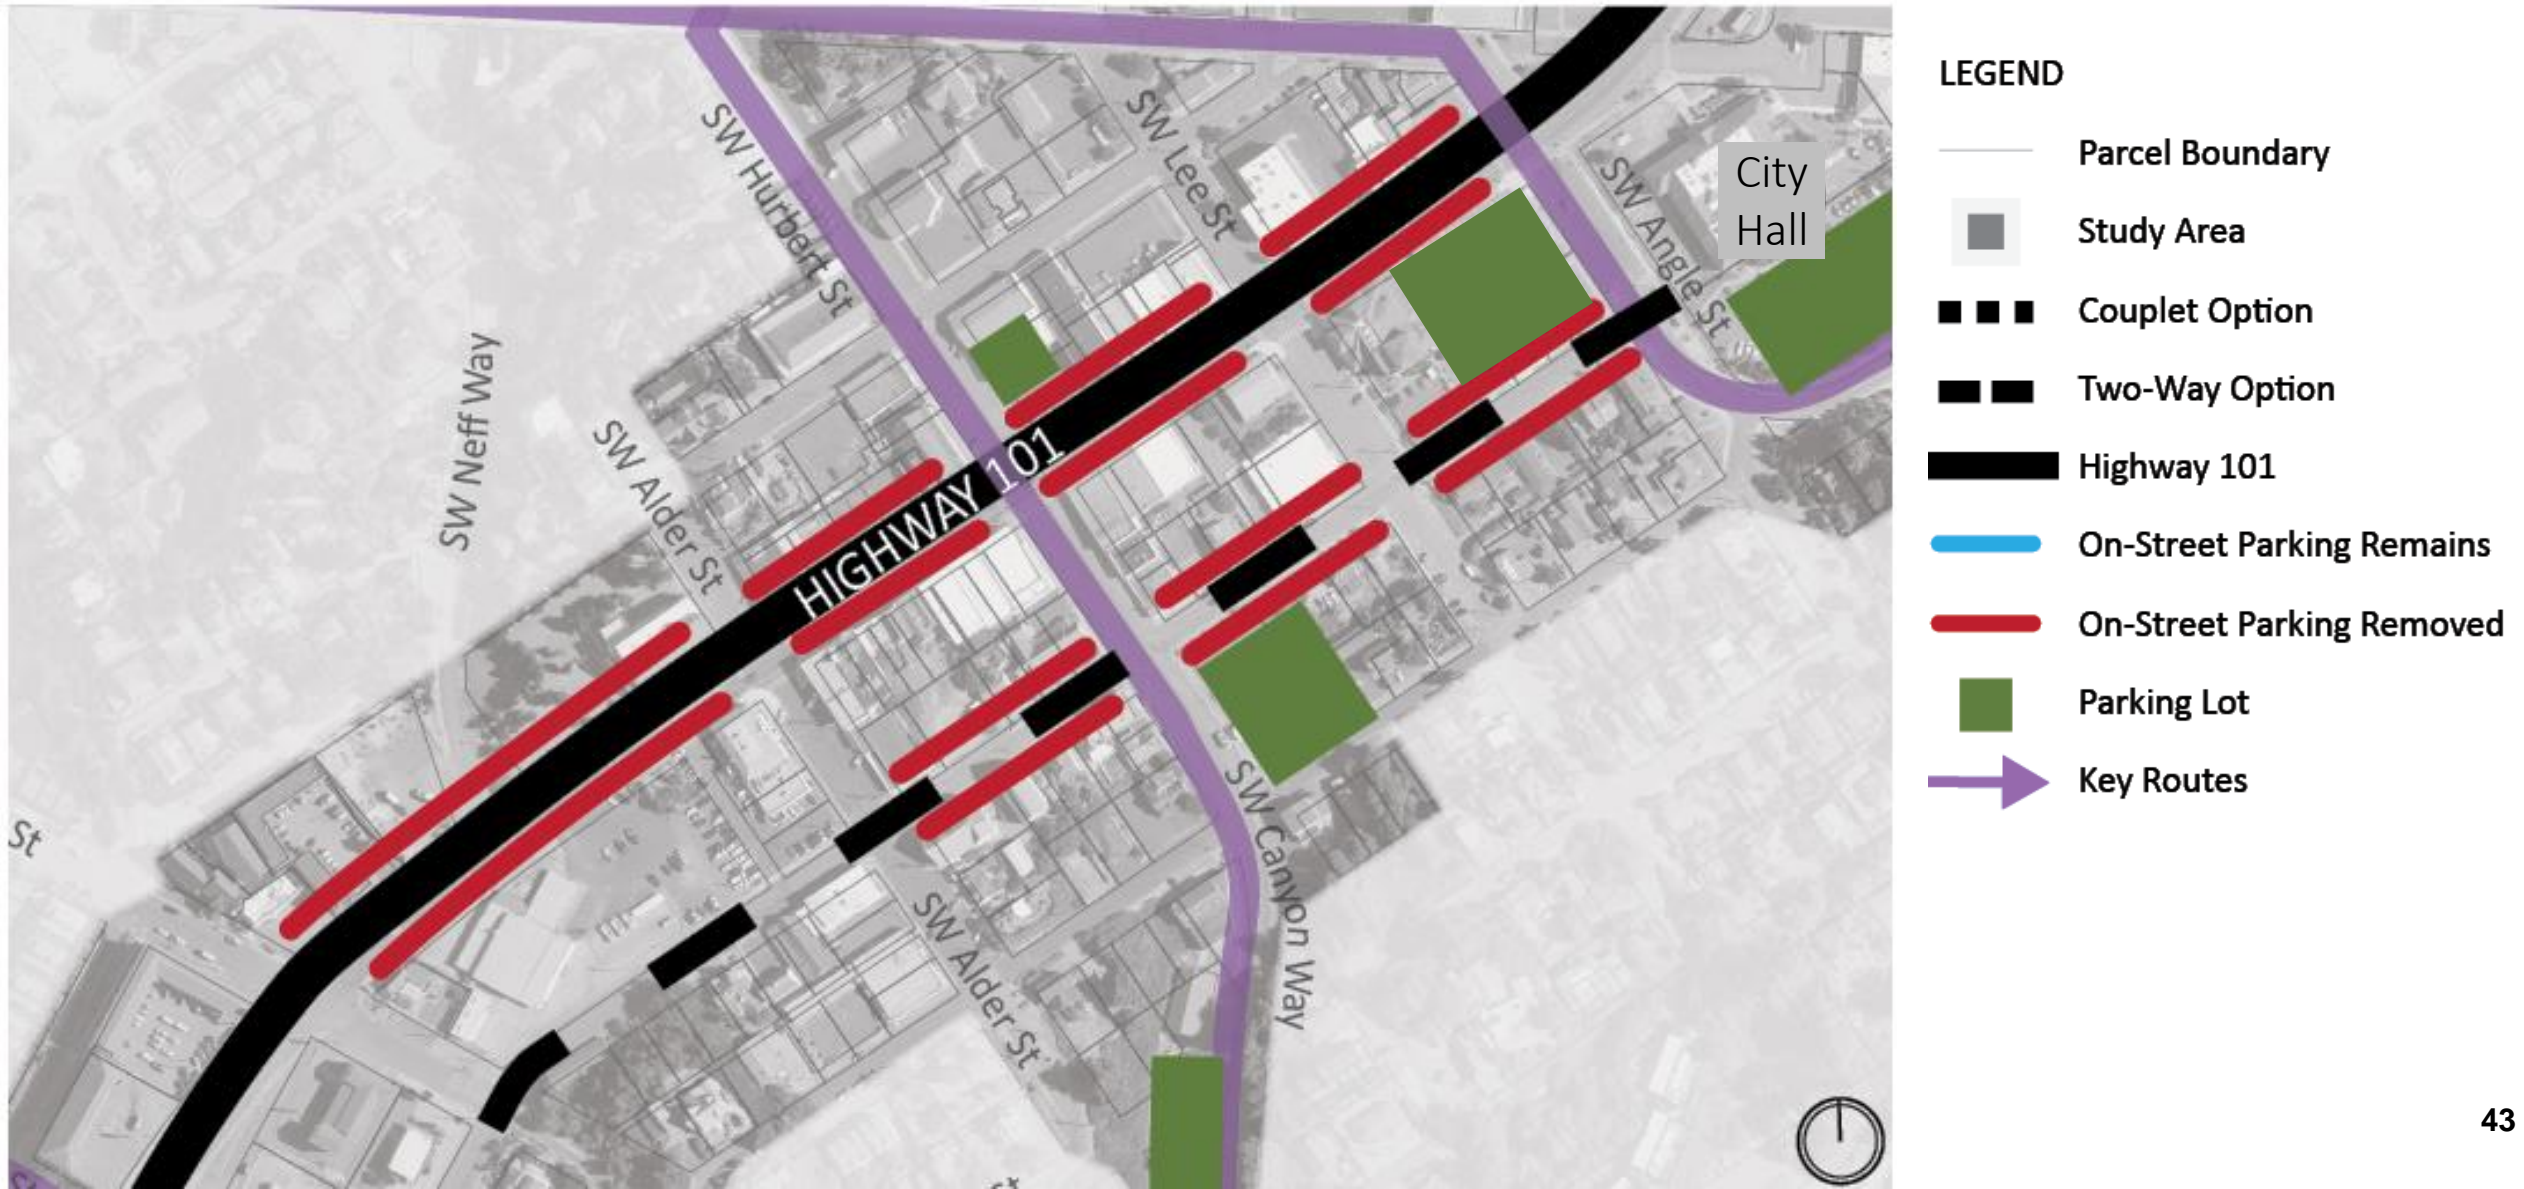 SW Hurbert St
SW Lee St
City
Hall
SW Angle St
SW Neff Way
SW Alder St
HIGHWAY 101
St
SW Canyon Way
SW Alder St
LEGEND
Parcel Boundary
Study Area
Couplet Option
Two-Way Option
Highway 101
On-Street Parking Remains
On-Street Parking Removed
Parking Lot
Key Routes
43